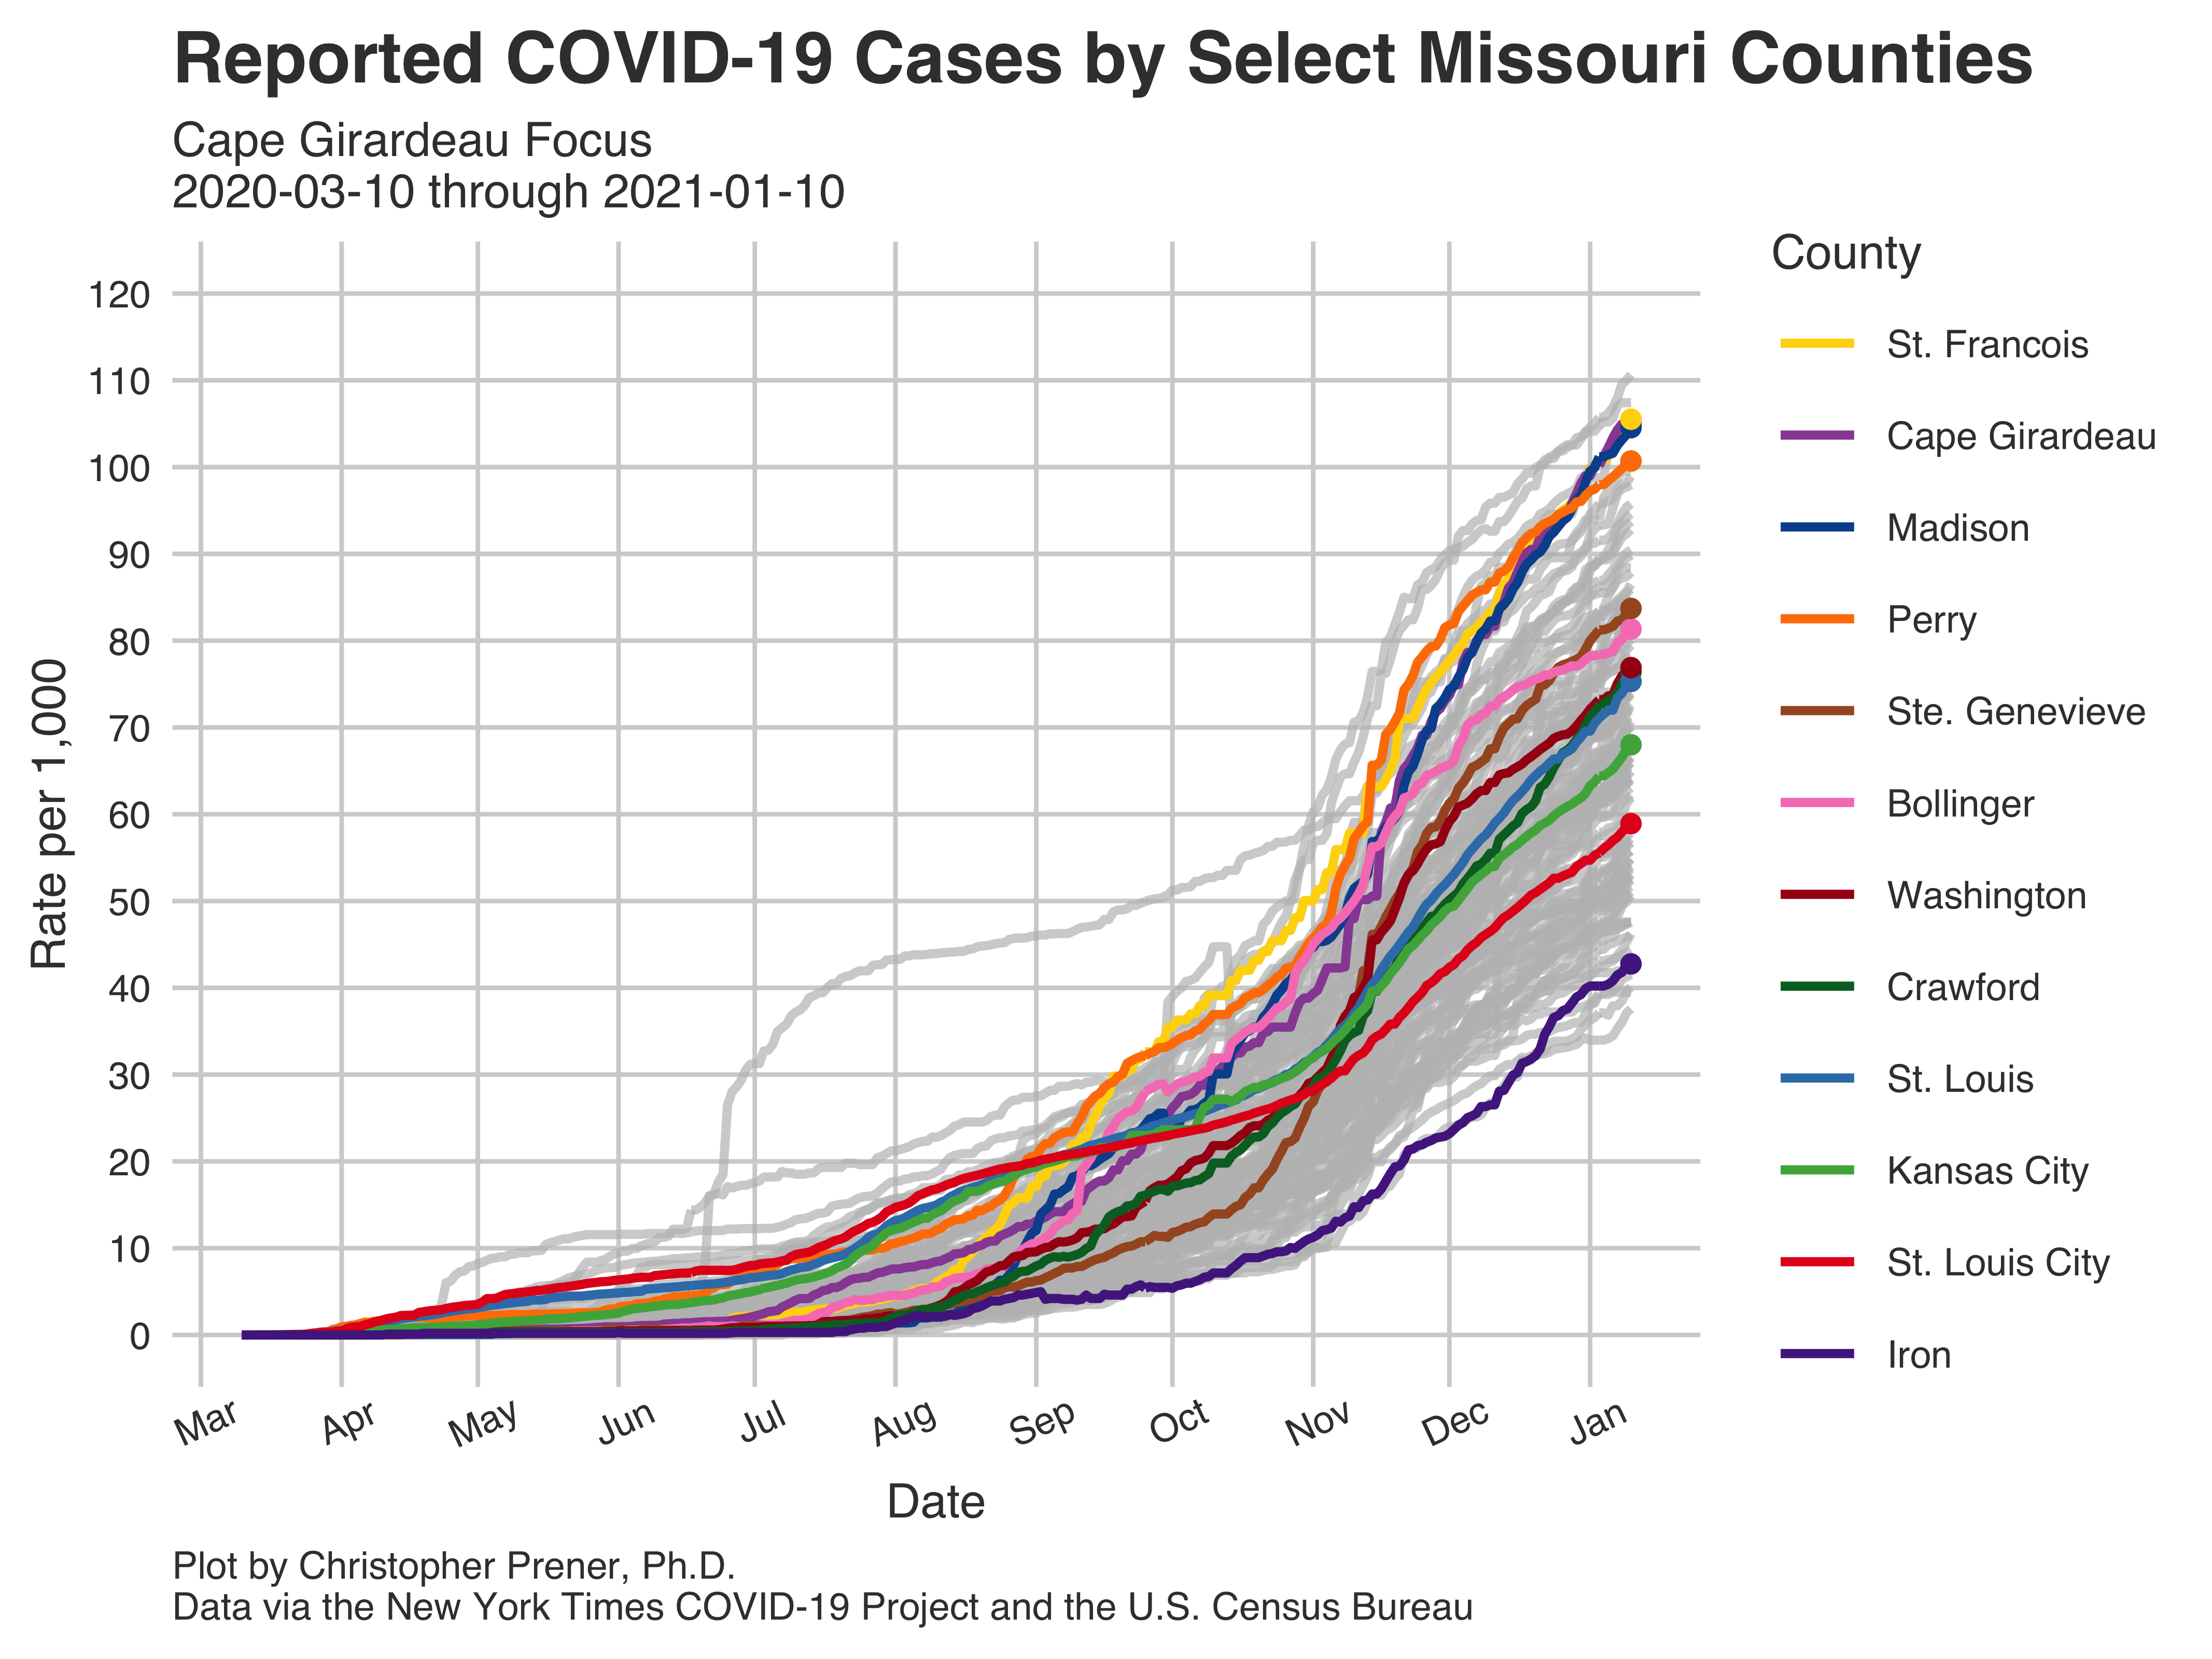 Reported COVID-19 Cases by Select Missouri Counties
Cape Girardeau Focus
2020-03-10 through 2021-01-10
County
St. Francois
Cape Girardeau
Madison
Perry
Ste. Genevieve
Bollinger
Washington
Crawford
St. Louis
Kansas City
St. Louis City
Iron
Rate per 1,000
120
110
100
90
80
70
60
50
40
30
20
10
0
Mar
Apr
May
Jun
Jul
Aug
Sep
Oct
Nov
Dec
Jan
Date
Plot by Christopher Prener, Ph.D.
Data via the New York Times COVID-19 Project and the U.S. Census Bureau